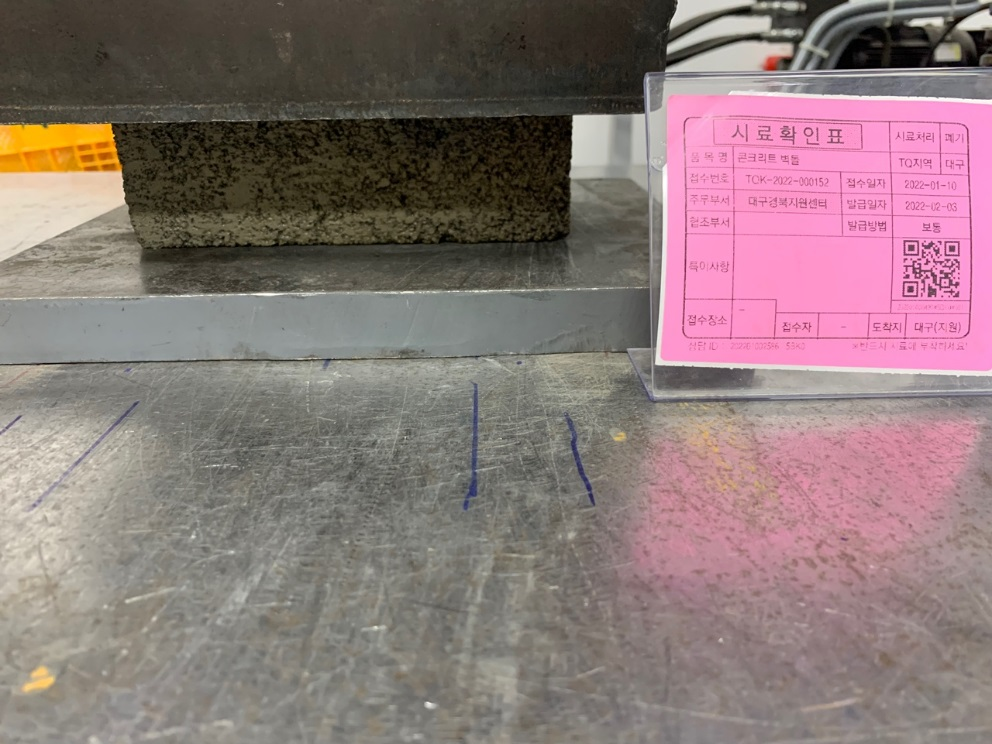 시료확인표 시료처리 폐기
품 목 명 콘크리트 벽돌 TQ지역 대구
접수번호 TQK-2022-000152 접수일자 2022-01-10
주루부서 대구경북지원센터 발급일자 2022-02-03
협조부서 발급방법 보통
특이사항
접수장소 - 접수자 - 도착지 대구(지원)
상담ID ※반드시 시료에 부착하세요!